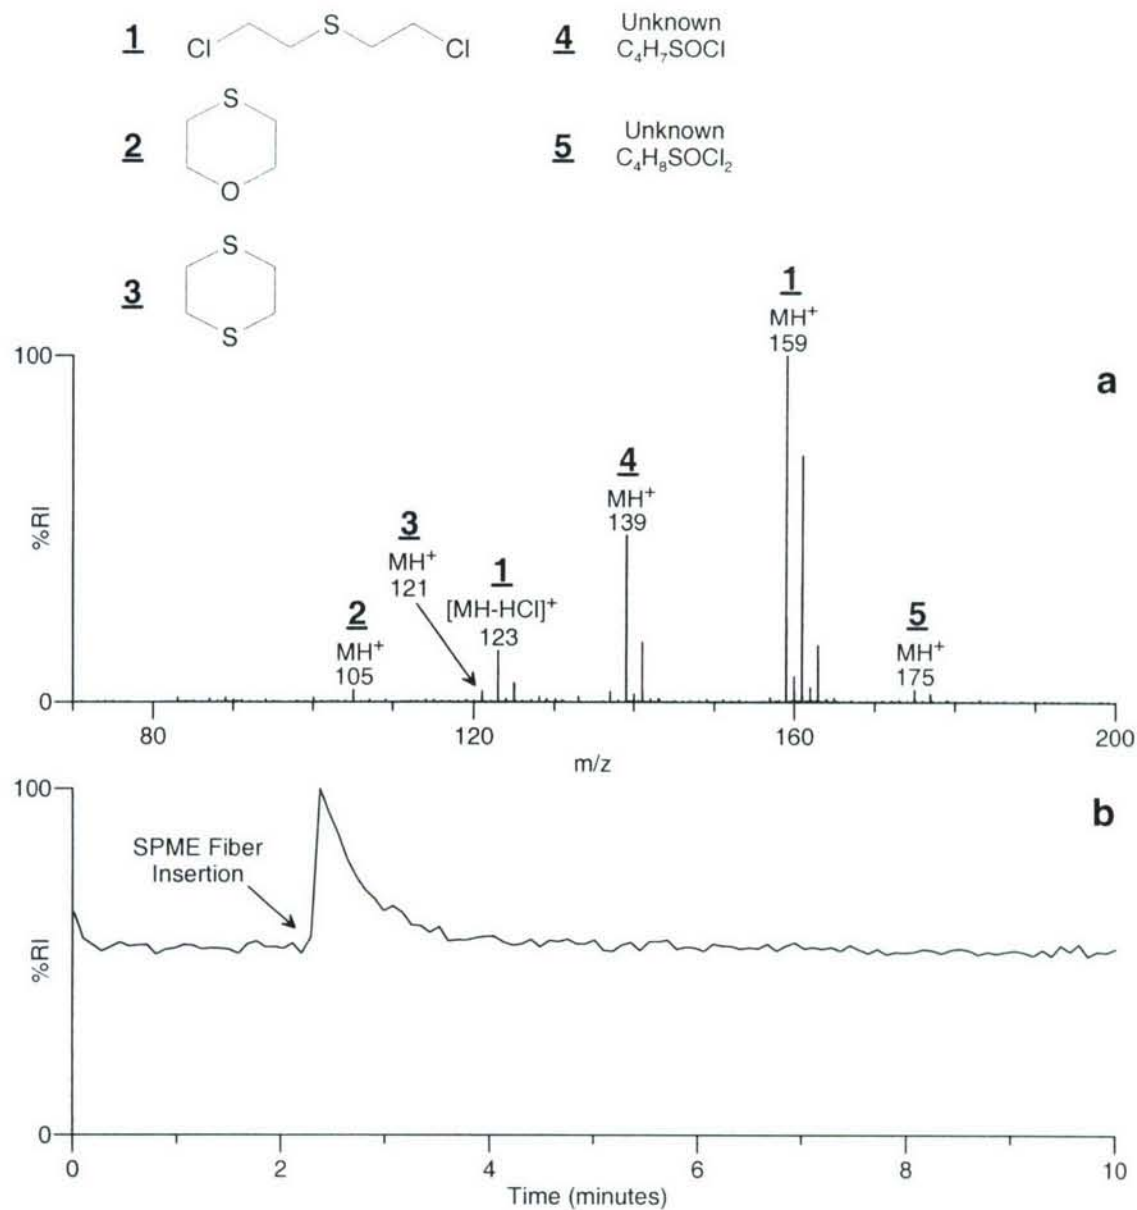 1
Cl
S
Cl
4
Unknown
C₄H₇SOCl
2
S
O
5
Unknown
C₄H₈SOCl₂
3
S
S
a
100
%RI
0
1
MH⁺
159
4
MH⁺
139
3
MH⁺
121
1
[MH-HCl]⁺
123
2
MH⁺
105
5
MH⁺
175
80
120
160
200
m/z
b
100
%RI
0
SPME Fiber
Insertion
0
2
4
6
8
10
Time (minutes)